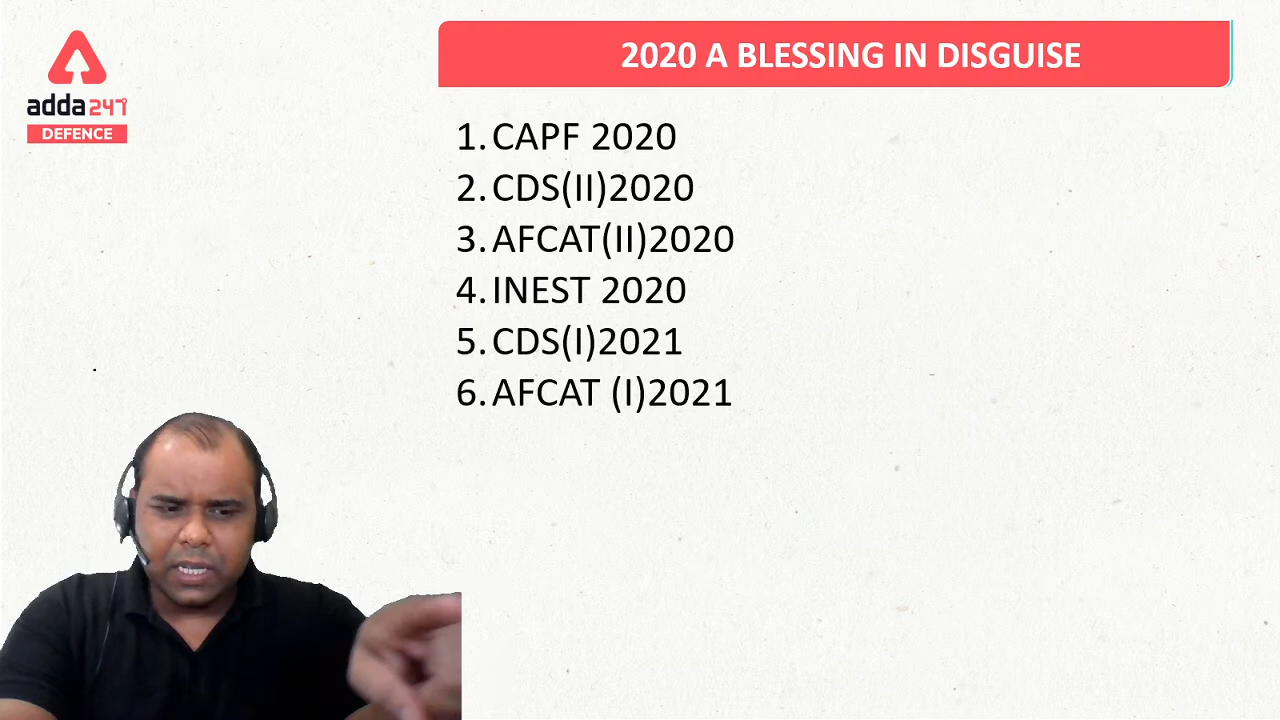 adda247
DEFENCE
2020 A BLESSING IN DISGUISE
1. CAPF 2020
2. CDS(II)2020
3. AFCAT(II)2020
4. INEST 2020
5. CDS(I)2021
6. AFCAT (I)2021